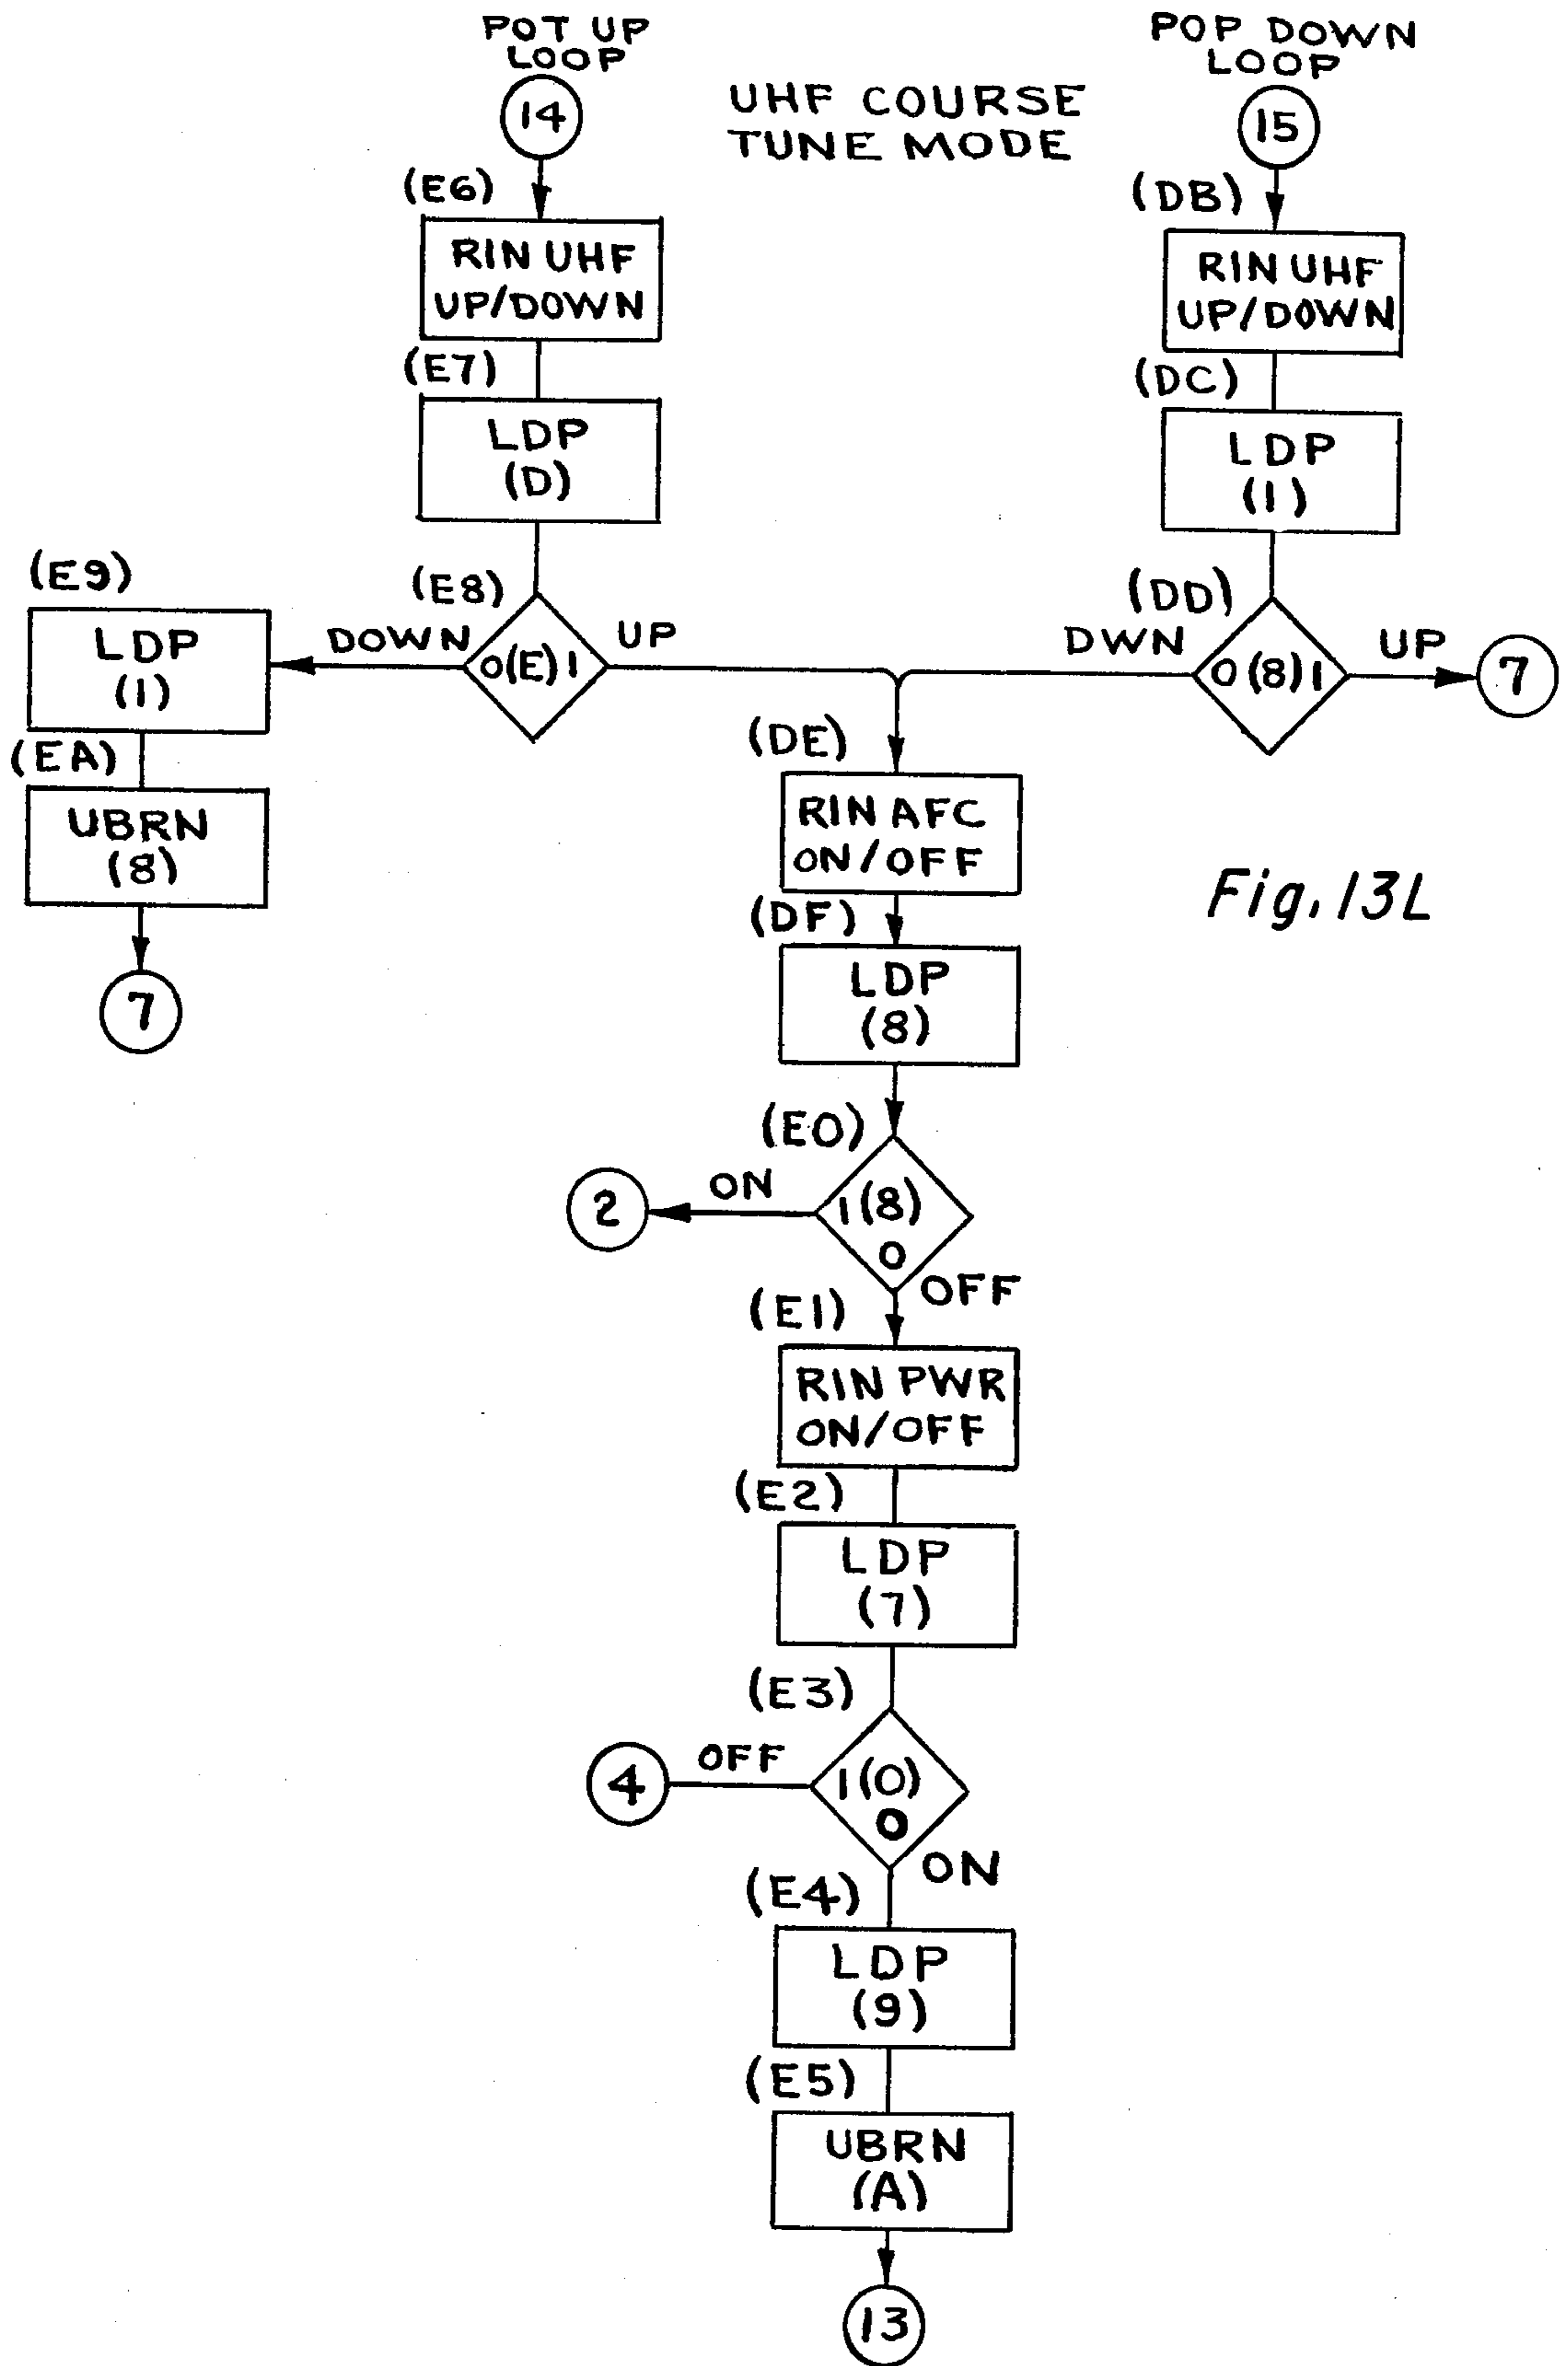 POT UP
LOOP
14
(E6)
RIN UHF
UP/DOWN
(E7)
LDP
(D)
(E8)
0(E)1
DOWN
UP
(E9)
LDP
(1)
(EA)
UBRN
(8)
7
UHF COURSE
TUNE MODE
POP DOWN
LOOP
15
(DB)
RIN UHF
UP/DOWN
(DC)
LDP
(1)
(DD)
DWN
0(8)1
UP
7
(DE)
RIN AFC
ON/OFF
(DF)
LDP
(8)
(E0)
1(8)
0
ON
2
OFF
(E1)
RIN PWR
ON/OFF
(E2)
LDP
(7)
(E3)
1(0)
0
OFF
4
ON
(E4)
LDP
(9)
(E5)
UBRN
(A)
13
Fig. 13L